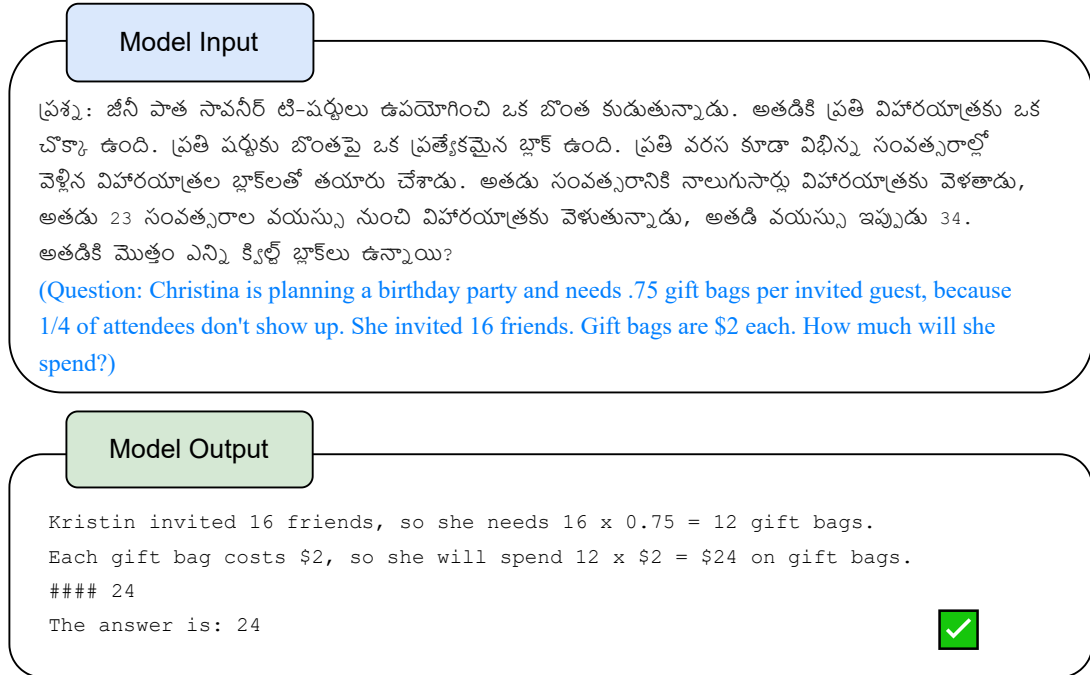 Model Input
ప్రశ్న: జీనీ పాత సావనీర్ టి-షర్టులు ఉపయోగించి ఒక బొంత కుడుతున్నాడు. అతడికి ప్రతి విహారయాత్రకు ఒక
చొక్కా ఉంది. ప్రతి షర్టుకు బొంతపై ఒక ప్రత్యేకమైన బ్లాక్ ఉంది. ప్రతి వరస కూడా విభిన్న సంవత్సరాల్లో
వెళ్లిన విహారయాత్రల బ్లాక్‌లతో తయారు చేశాడు. అతడు సంవత్సరానికి నాలుగుసార్లు విహారయాత్రకు వెళతాడు,
అతడు 23 సంవత్సరాల వయస్సు నుంచి విహారయాత్రకు వెళుతున్నాడు, అతడి వయస్సు ఇప్పుడు 34.
అతడికి మొత్తం ఎన్ని క్విల్ట్ బ్లాక్‌లు ఉన్నాయి?
(Question: Christina is planning a birthday party and needs .75 gift bags per invited guest, because
1/4 of attendees don't show up. She invited 16 friends. Gift bags are $2 each. How much will she
spend?)
Model Output
Kristin invited 16 friends, so she needs 16 x 0.75 = 12 gift bags.
Each gift bag costs $2, so she will spend 12 x $2 = $24 on gift bags.
#### 24
The answer is: 24